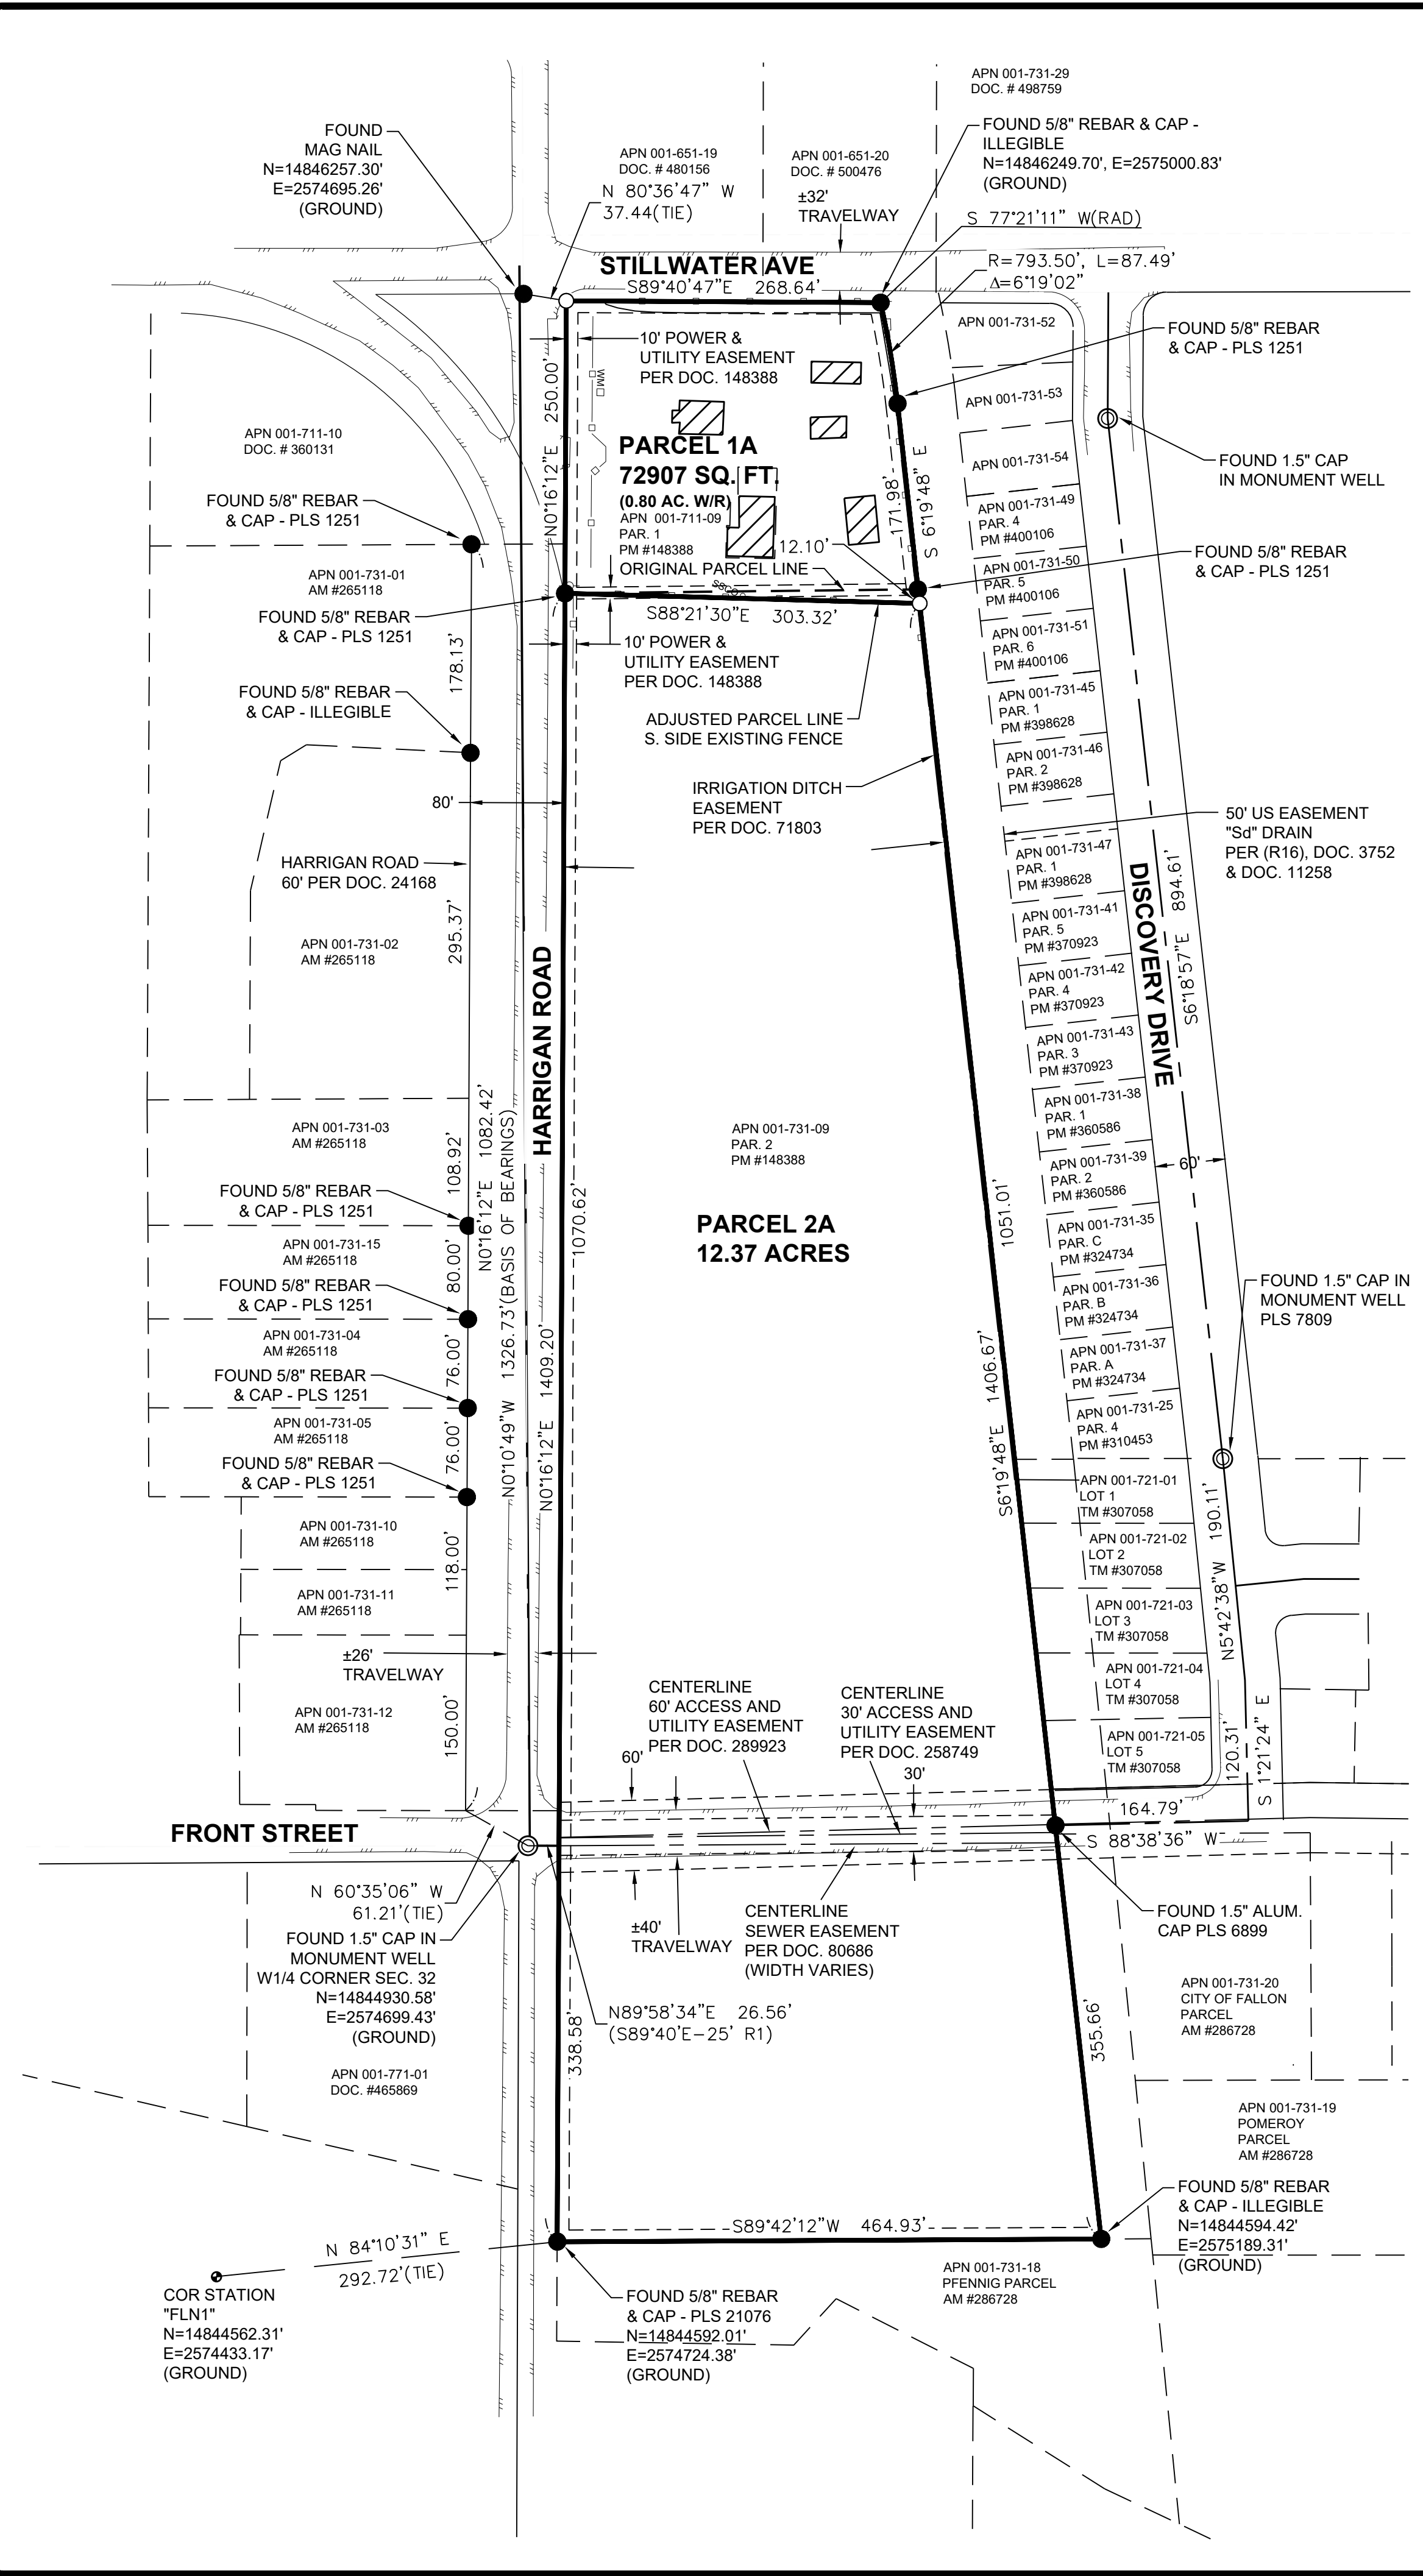 APN 001-731-29
DOC. # 498759
FOUND
MAG NAIL
N=14846257.30'
E=2574695.26'
(GROUND)
APN 001-651-19
DOC. # 480156
N 80°36'47" W
37.44(TIE)
APN 001-651-20
DOC. # 500476
±32'
TRAVELWAY
FOUND 5/8" REBAR & CAP -
ILLEGIBLE
N=14846249.70', E=2575000.83'
(GROUND)
S 77°21'11" W(RAD)
R=793.50', L=87.49'
Δ=6°19'02"
STILLWATER AVE
S89°40'47"E 268.64'
10' POWER &
UTILITY EASEMENT
PER DOC. 148388
WM
N0°16'12"E 250.00'
APN 001-731-52
FOUND 5/8" REBAR
& CAP - PLS 1251
APN 001-731-53
APN 001-711-10
DOC. # 360131
PARCEL 1A
72907 SQ. FT.
(0.80 AC. W/R)
APN 001-711-09
PAR. 1
PM #148388
ORIGINAL PARCEL LINE
12.10'
171.98'
S 6°19'48" E
APN 001-731-54
FOUND 1.5" CAP
IN MONUMENT WELL
APN 001-731-49
PAR. 4
PM #400106
FOUND 5/8" REBAR
& CAP - PLS 1251
APN 001-731-50
PAR. 5
PM #400106
FOUND 5/8" REBAR
& CAP - PLS 1251
APN 001-731-01
AM #265118
FOUND 5/8" REBAR
& CAP - PLS 1251
S88°21'30"E 303.32'
10' POWER &
UTILITY EASEMENT
PER DOC. 148388
APN 001-731-51
PAR. 6
PM #400106
178.13'
FOUND 5/8" REBAR
& CAP - ILLEGIBLE
ADJUSTED PARCEL LINE
S. SIDE EXISTING FENCE
APN 001-731-45
PAR. 1
PM #398628
APN 001-731-46
PAR. 2
PM #398628
80'
IRRIGATION DITCH
EASEMENT
PER DOC. 71803
50' US EASEMENT
"Sd" DRAIN
PER (R16), DOC. 3752
& DOC. 11258
HARRIGAN ROAD
60' PER DOC. 24168
APN 001-731-47
PAR. 1
PM #398628
DISCOVERY DRIVE
S6°18'57"E 894.61'
APN 001-731-02
AM #265118
295.37'
HARRIGAN ROAD
APN 001-731-41
PAR. 5
PM #370923
APN 001-731-42
PAR. 4
PM #370923
APN 001-731-43
PAR. 3
PM #370923
APN 001-731-03
AM #265118
108.92'
N0°16'12"E 1082.42'
N0°10'49"W 1326.73'(BASIS OF BEARINGS)
APN 001-731-09
PAR. 2
PM #148388
APN 001-731-38
PAR. 1
PM #360586
APN 001-731-39
PAR. 2
PM #360586
60'
FOUND 5/8" REBAR
& CAP - PLS 1251
1070.62'
PARCEL 2A
12.37 ACRES
1051.01'
APN 001-731-35
PAR. C
PM #324734
APN 001-731-15
AM #265118
80.00'
FOUND 5/8" REBAR
& CAP - PLS 1251
APN 001-731-36
PAR. B
PM #324734
FOUND 1.5" CAP IN
MONUMENT WELL
PLS 7809
APN 001-731-04
AM #265118
76.00'
N0°16'12"E 1409.20'
S6°19'48"E 1406.67'
APN 001-731-37
PAR. A
PM #324734
FOUND 5/8" REBAR
& CAP - PLS 1251
APN 001-731-05
AM #265118
76.00'
APN 001-731-25
PAR. 4
PM #310453
FOUND 5/8" REBAR
& CAP - PLS 1251
APN 001-721-01
LOT 1
TM #307058
APN 001-731-10
AM #265118
118.00'
APN 001-721-02
LOT 2
TM #307058
N5°42'38"W 190.11'
APN 001-731-11
AM #265118
APN 001-721-03
LOT 3
TM #307058
±26'
TRAVELWAY
APN 001-721-04
LOT 4
TM #307058
APN 001-731-12
AM #265118
150.00'
CENTERLINE
60' ACCESS AND
UTILITY EASEMENT
PER DOC. 289923
60'
CENTERLINE
30' ACCESS AND
UTILITY EASEMENT
PER DOC. 258749
30'
APN 001-721-05
LOT 5
TM #307058
120.31'
S 1°21'24" E
164.79'
S 88°38'36" W
FRONT STREET
N 60°35'06" W
61.21'(TIE)
FOUND 1.5" CAP IN
MONUMENT WELL
W1/4 CORNER SEC. 32
N=14844930.58'
E=2574699.43'
(GROUND)
±40'
TRAVELWAY
CENTERLINE
SEWER EASEMENT
PER DOC. 80686
(WIDTH VARIES)
FOUND 1.5" ALUM.
CAP PLS 6899
APN 001-731-20
CITY OF FALLON
PARCEL
AM #286728
N89°58'34"E 26.56'
(S89°40'E-25' R1)
338.58'
355.66'
APN 001-771-01
DOC. #465869
APN 001-731-19
POMEROY
PARCEL
AM #286728
FOUND 5/8" REBAR
& CAP - ILLEGIBLE
N=14844594.42'
E=2575189.31'
(GROUND)
S89°42'12"W 464.93'
N 84°10'31" E
292.72'(TIE)
COR STATION
"FLN1"
N=14844562.31'
E=2574433.17'
(GROUND)
FOUND 5/8" REBAR
& CAP - PLS 21076
N=14844592.01'
E=2574724.38'
(GROUND)
APN 001-731-18
PFENNIG PARCEL
AM #286728